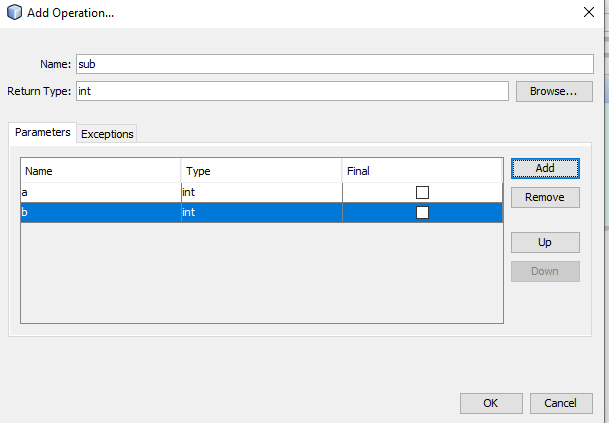 Add Operation...
Name: sub
Return Type: int Browse...
Parameters Exceptions
Name Type Final Add
a int
Remove
b int
Up
Down
OK Cancel